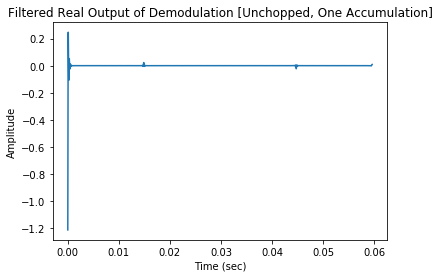 Filtered Real Output of Demodulation [Unchopped, One Accumulation]
0.2
0.0
−0.2
−0.4
−0.6
−0.8
−1.0
−1.2
Amplitude
0.00 0.01 0.02 0.03 0.04 0.05 0.06
Time (sec)